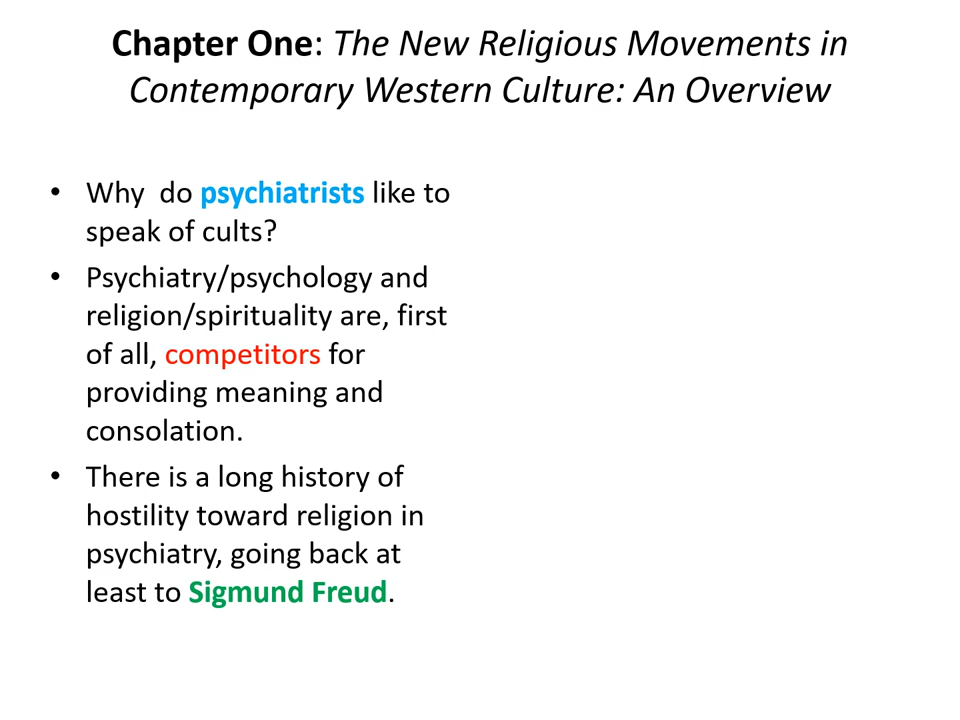 Chapter One: The New Religious Movements in
Contemporary Western Culture: An Overview
• Why  do psychiatrists like to
speak of cults?
• Psychiatry/psychology and
religion/spirituality are, first
of all, competitors for
providing meaning and
consolation.
• There is a long history of
hostility toward religion in
psychiatry, going back at
least to Sigmund Freud.